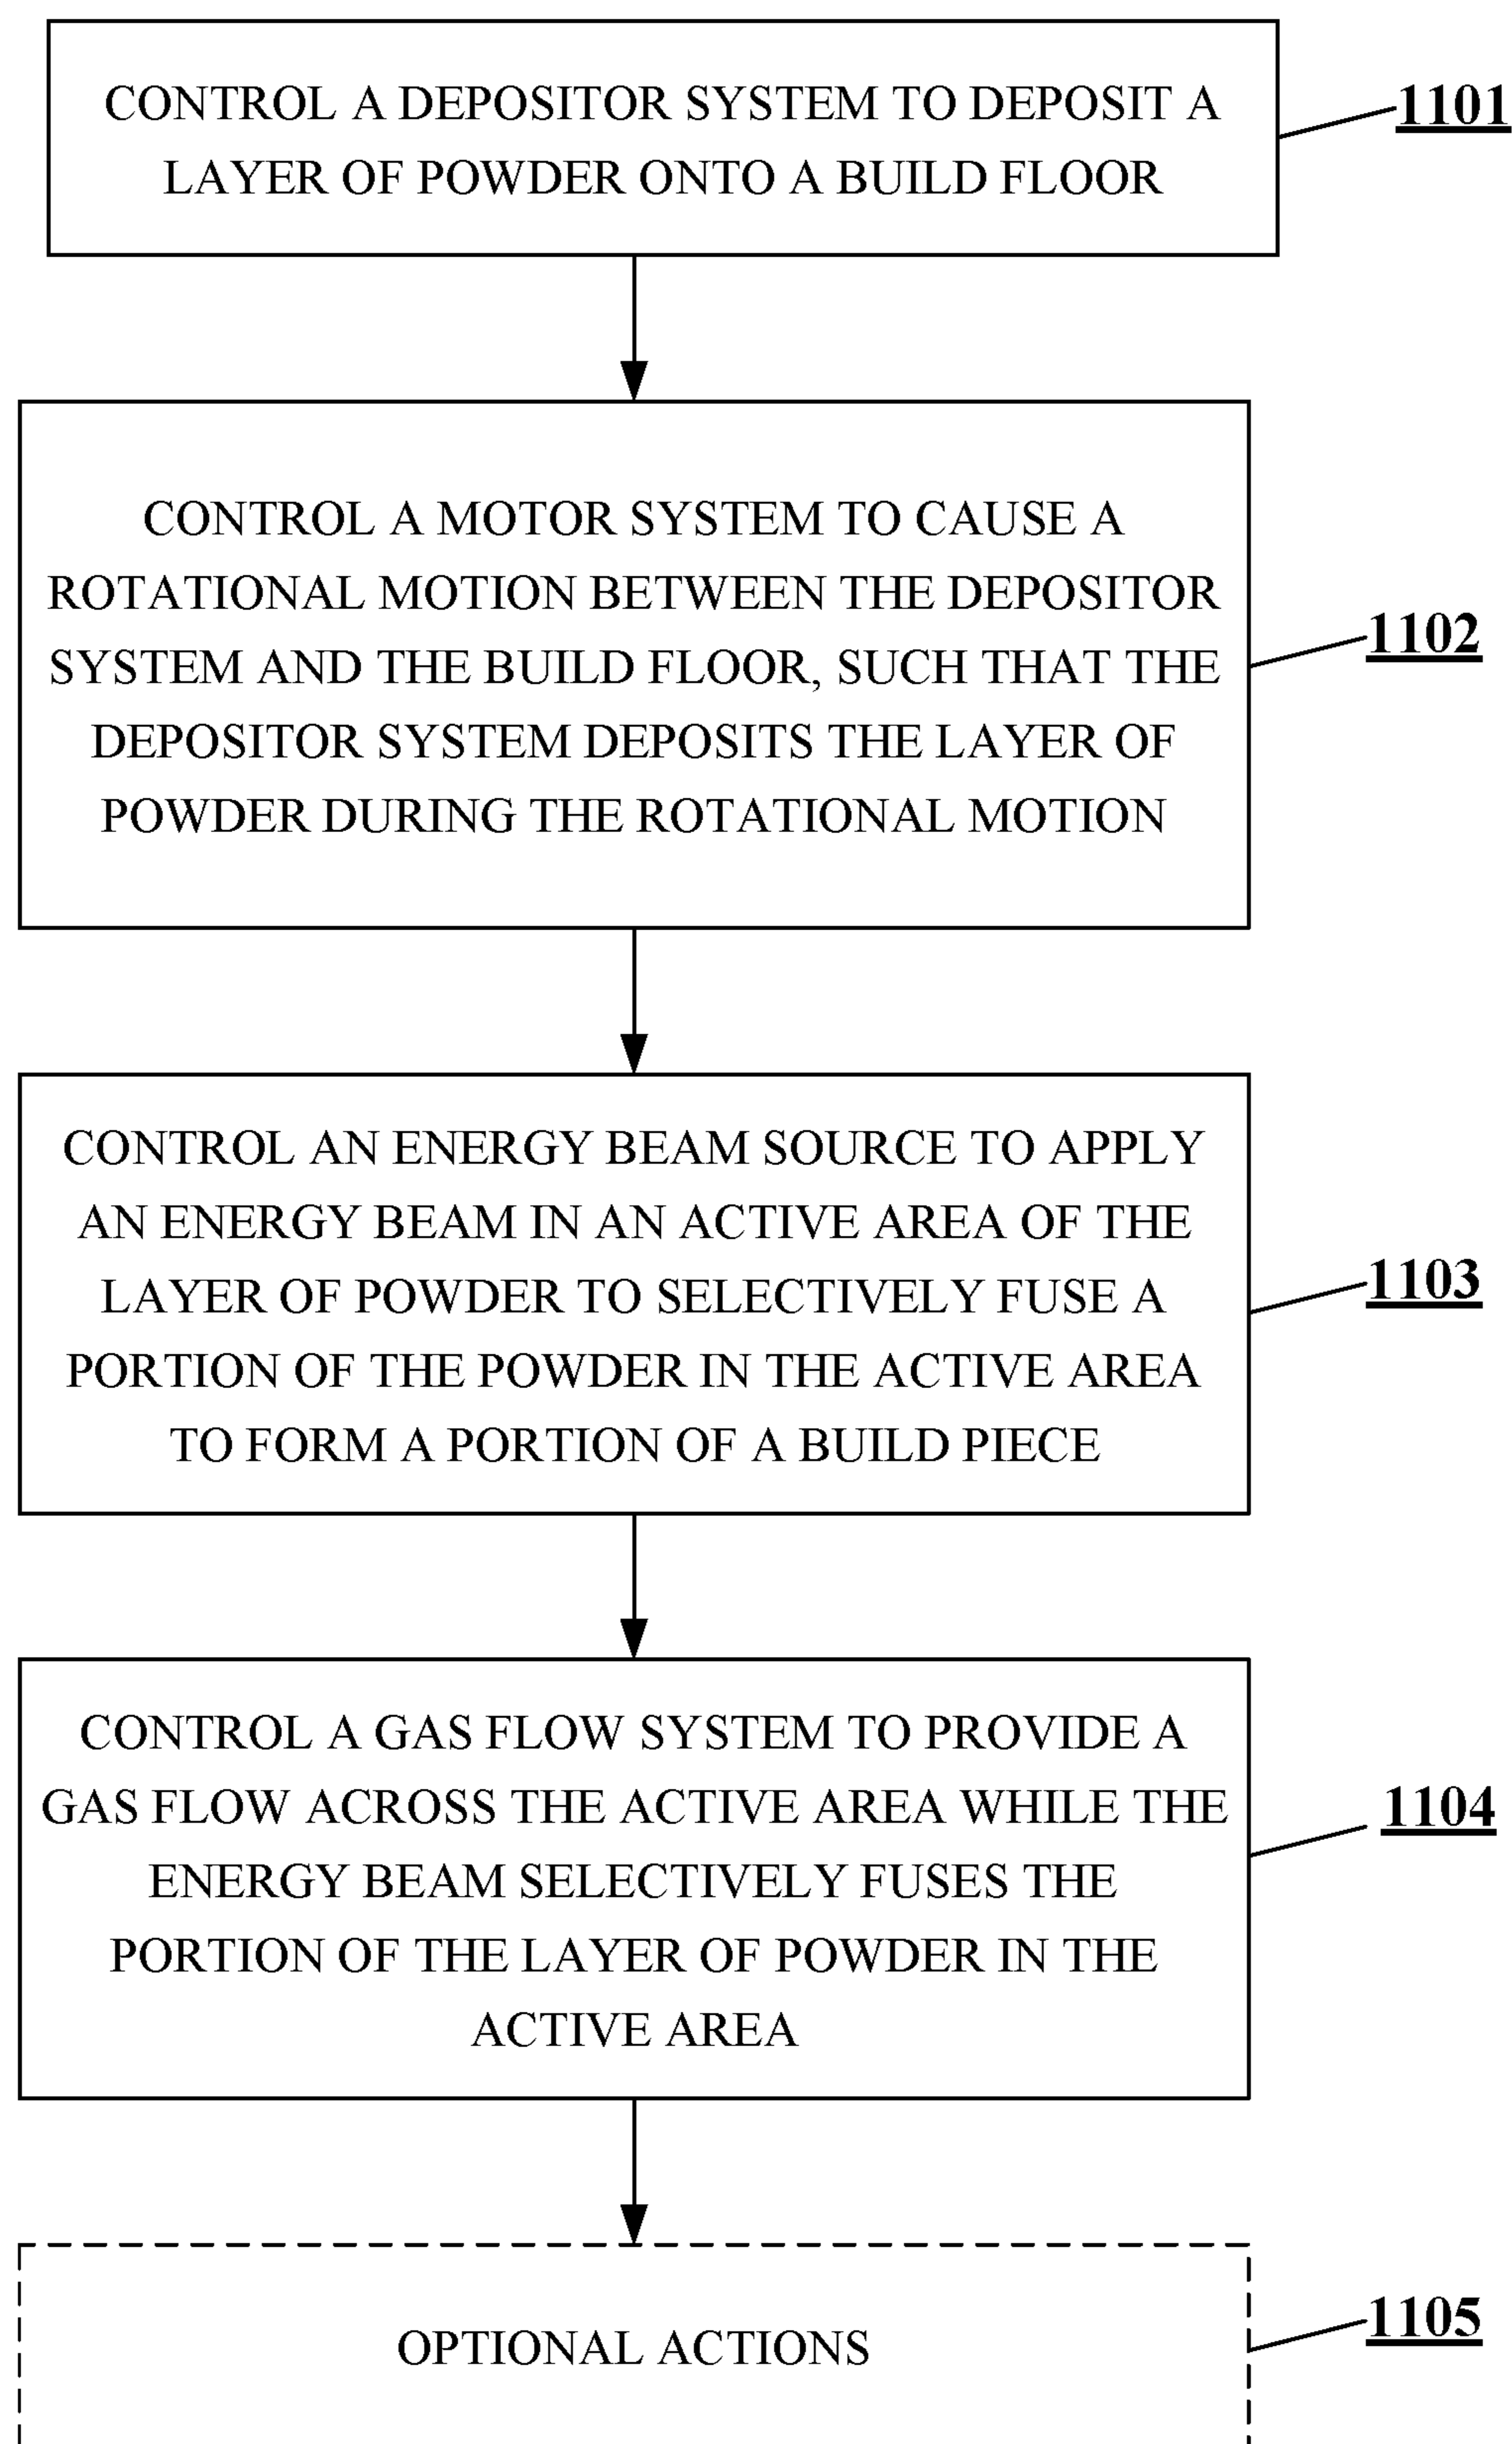 CONTROL A DEPOSITOR SYSTEM TO DEPOSIT A
LAYER OF POWDER ONTO A BUILD FLOOR
1101
CONTROL A MOTOR SYSTEM TO CAUSE A
ROTATIONAL MOTION BETWEEN THE DEPOSITOR
SYSTEM AND THE BUILD FLOOR, SUCH THAT THE
DEPOSITOR SYSTEM DEPOSITS THE LAYER OF
POWDER DURING THE ROTATIONAL MOTION
1102
CONTROL AN ENERGY BEAM SOURCE TO APPLY
AN ENERGY BEAM IN AN ACTIVE AREA OF THE
LAYER OF POWDER TO SELECTIVELY FUSE A
PORTION OF THE POWDER IN THE ACTIVE AREA
TO FORM A PORTION OF A BUILD PIECE
1103
CONTROL A GAS FLOW SYSTEM TO PROVIDE A
GAS FLOW ACROSS THE ACTIVE AREA WHILE THE
ENERGY BEAM SELECTIVELY FUSES THE
PORTION OF THE LAYER OF POWDER IN THE
ACTIVE AREA
1104
OPTIONAL ACTIONS
1105